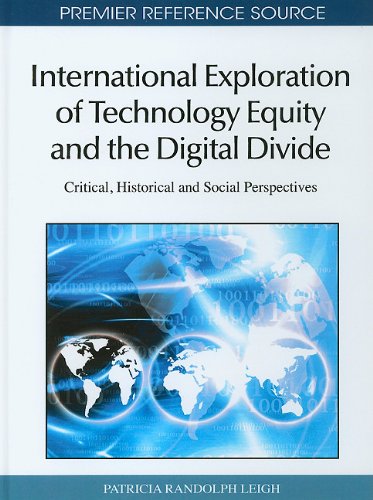 PREMIER REFERENCE SOURCE
International Exploration
of Technology Equity
and the Digital Divide
Critical, Historical and Social Perspectives
PATRICIA RANDOLPH LEIGH